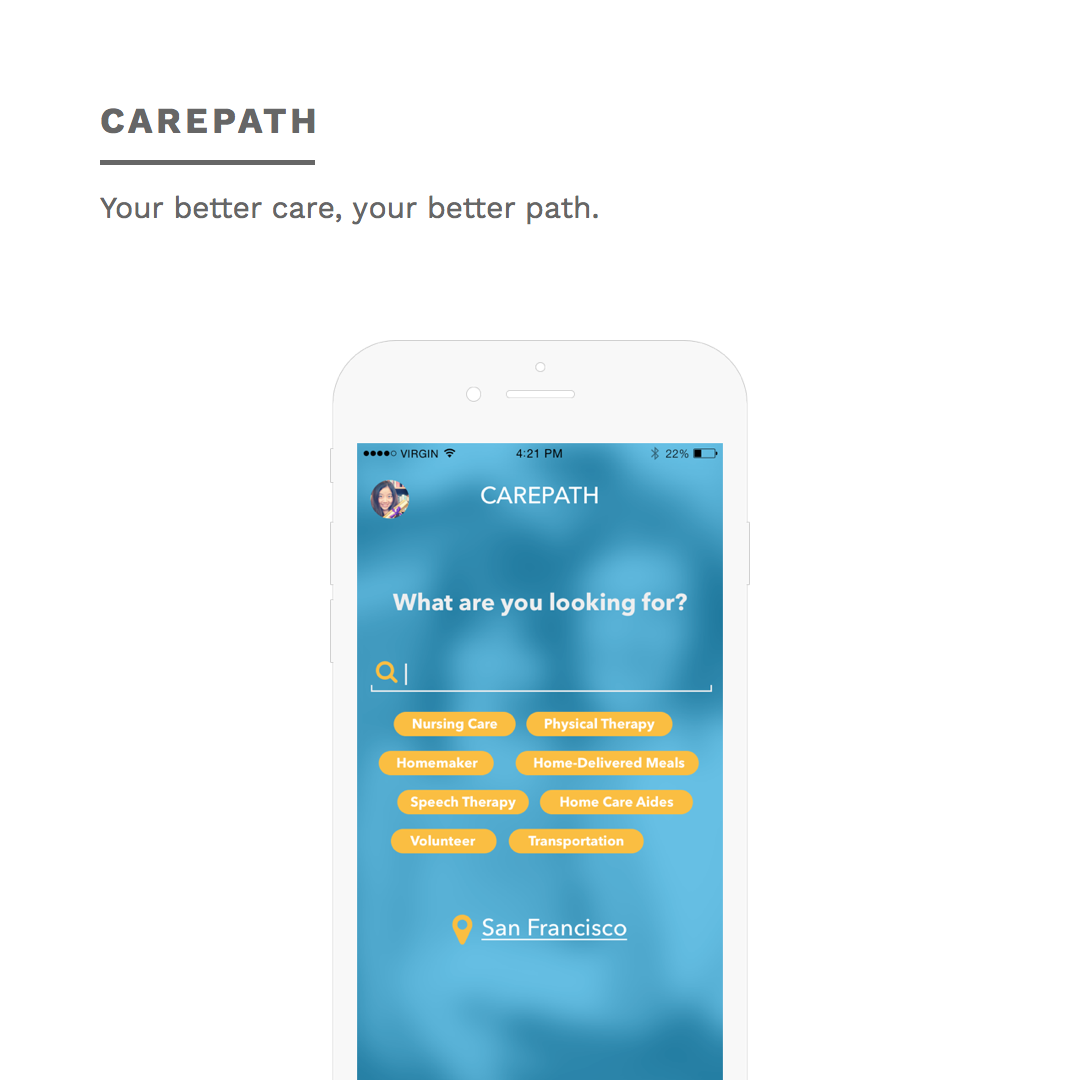 CAREPATH
Your better care, your better path.
VIRGIN 4:21 PM 22%
CAREPATH
What are you looking for?
Nursing Care Physical Therapy
Homemaker Home-Delivered Meals
Speech Therapy Home Care Aides
Volunteer Transportation
San Francisco